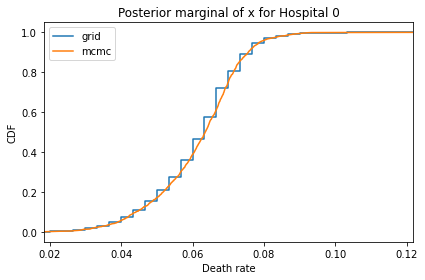 Posterior marginal of x for Hospital 0
grid
mcmc
CDF
1.0
0.8
0.6
0.4
0.2
0.0
0.02 0.04 0.06 0.08 0.10 0.12
Death rate